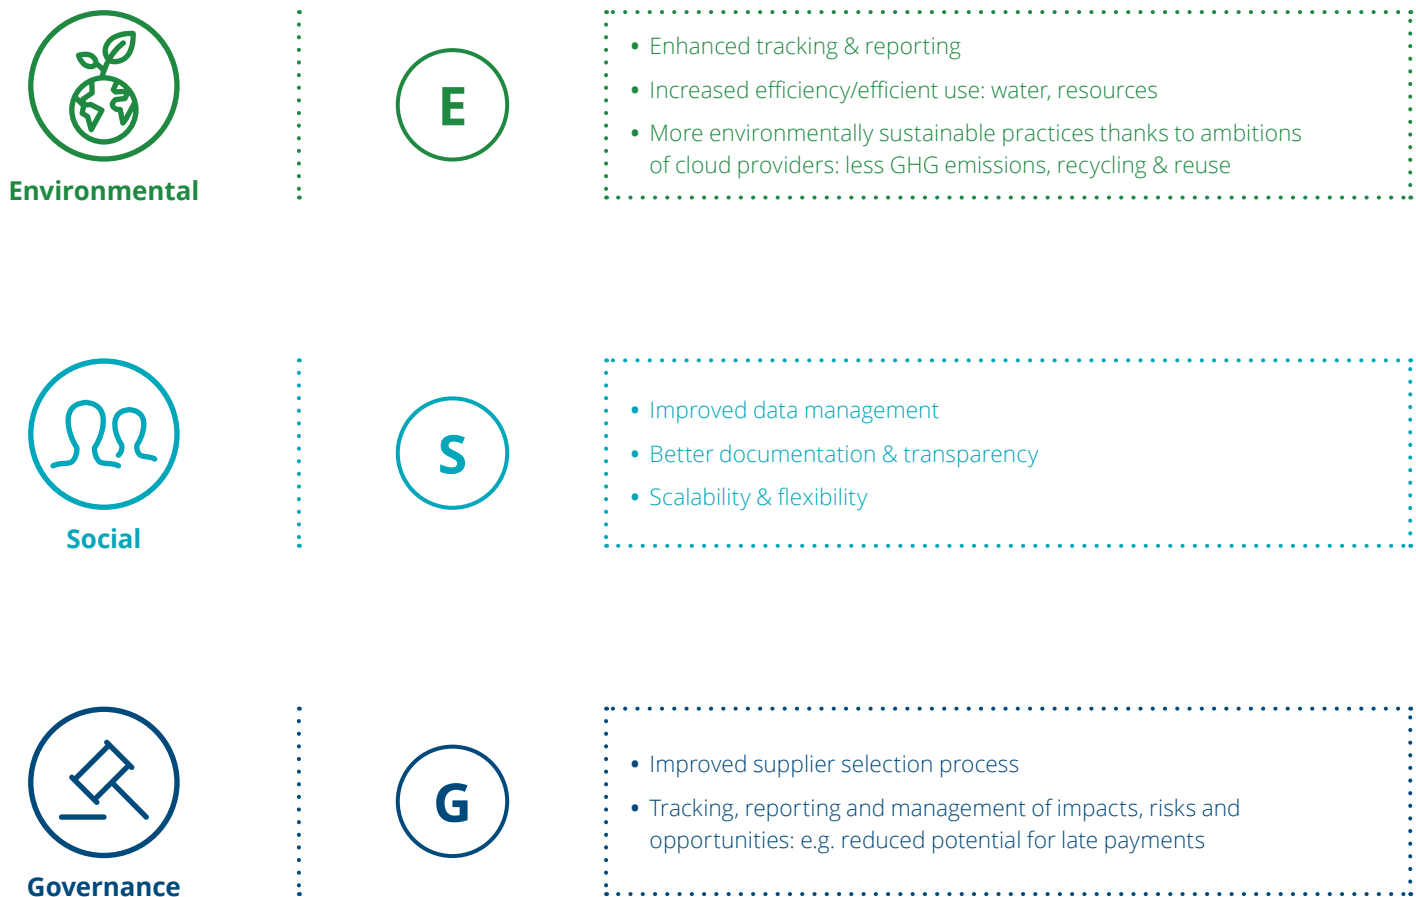 Environmental
E
• Enhanced tracking & reporting
• Increased efficiency/efficient use: water, resources
• More environmentally sustainable practices thanks to ambitions
of cloud providers: less GHG emissions, recycling & reuse
Social
S
• Improved data management
• Better documentation & transparency
• Scalability & flexibility
Governance
G
• Improved supplier selection process
• Tracking, reporting and management of impacts, risks and
opportunities: e.g. reduced potential for late payments